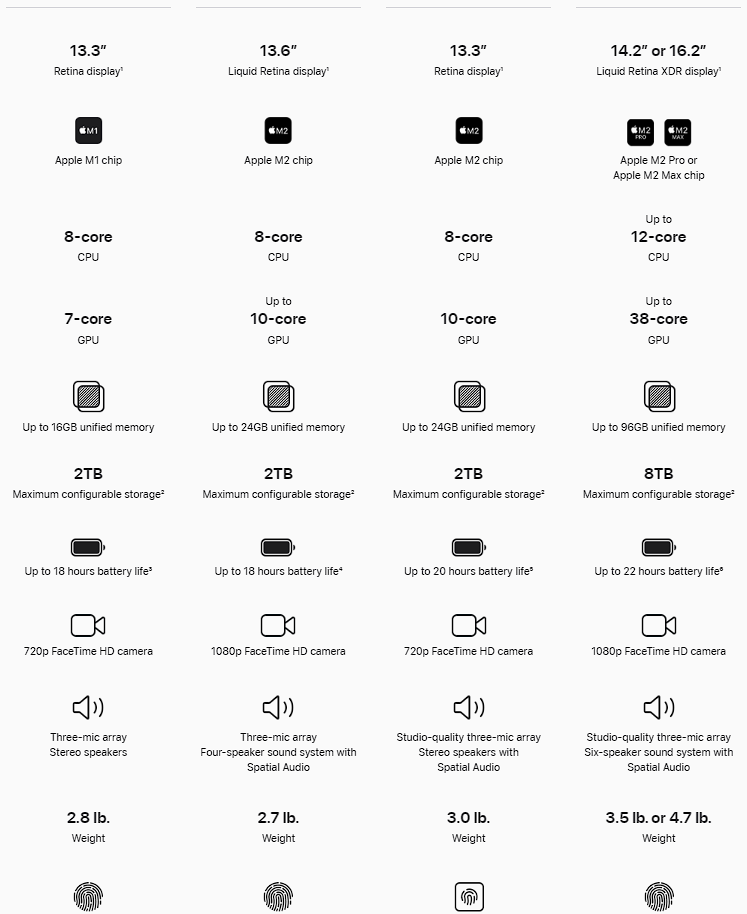 13.3″ 13.6″ 13.3″ 14.2″ or 16.2″
Retina display¹ Liquid Retina display¹ Retina display¹ Liquid Retina XDR display¹
M1 M2 M2 M2 PRO M2 MAX
Apple M1 chip Apple M2 chip Apple M2 chip Apple M2 Pro or
Apple M2 Max chip
Up to
8-core 8-core 8-core 12-core
CPU CPU CPU CPU
Up to Up to
7-core 10-core 10-core 38-core
GPU GPU GPU GPU
Up to 16GB unified memory Up to 24GB unified memory Up to 24GB unified memory Up to 96GB unified memory
2TB 2TB 2TB 8TB
Maximum configurable storage² Maximum configurable storage² Maximum configurable storage² Maximum configurable storage²
Up to 18 hours battery life³ Up to 18 hours battery life⁴ Up to 20 hours battery life⁵ Up to 22 hours battery life⁶
720p FaceTime HD camera 1080p FaceTime HD camera 720p FaceTime HD camera 1080p FaceTime HD camera
Three-mic array Three-mic array Studio-quality three-mic array Studio-quality three-mic array
Stereo speakers Four-speaker sound system with Stereo speakers with Six-speaker sound system with
Spatial Audio Spatial Audio Spatial Audio
2.8 lb. 2.7 lb. 3.0 lb. 3.5 lb. or 4.7 lb.
Weight Weight Weight Weight